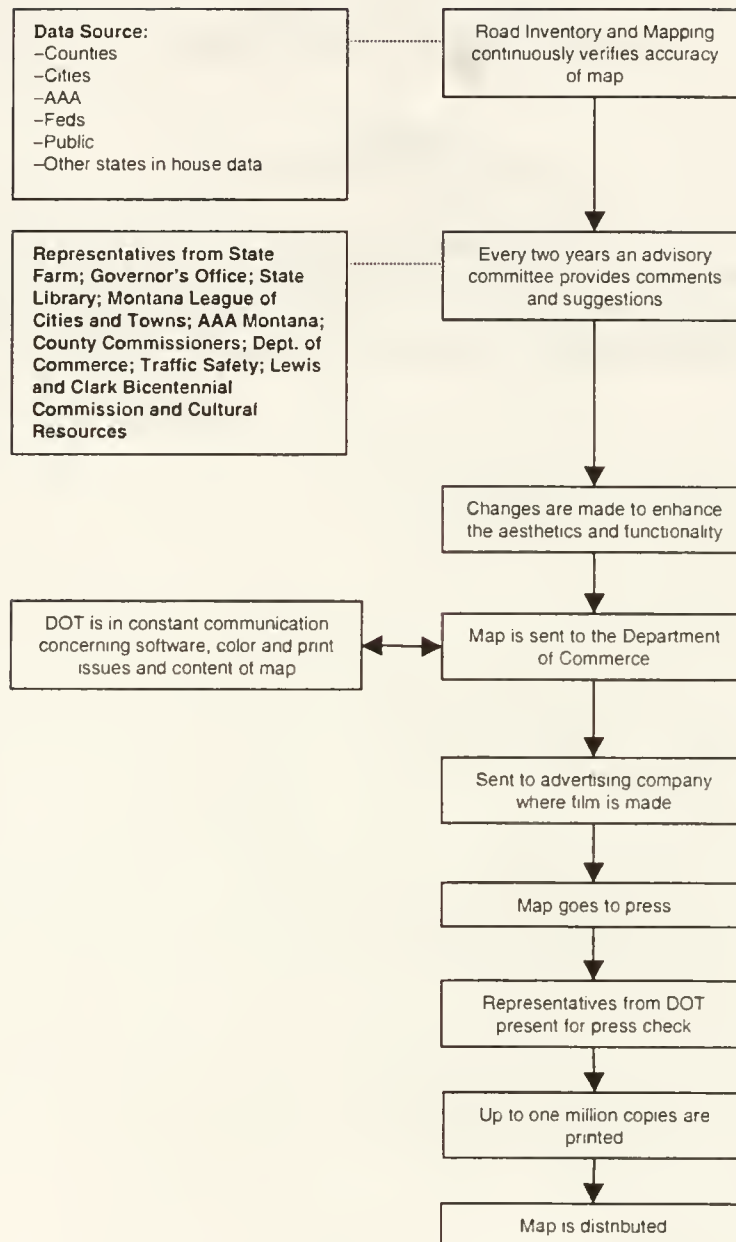 Data Source:
–Counties
–Cities
–AAA
–Feds
–Public
–Other states in house data
Road Inventory and Mapping
continuously verifies accuracy
of map
Representatives from State
Farm; Governor's Office; State
Library; Montana League of
Cities and Towns; AAA Montana;
County Commissioners; Dept. of
Commerce; Traffic Safety; Lewis
and Clark Bicentennial
Commission and Cultural
Resources
Every two years an advisory
committee provides comments
and suggestions
Changes are made to enhance
the aesthetics and functionality
DOT is in constant communication
concerning software, color and print
issues and content of map
Map is sent to the Department
of Commerce
Sent to advertising company
where film is made
Map goes to press
Representatives from DOT
present for press check
Up to one million copies are
printed
Map is distributed